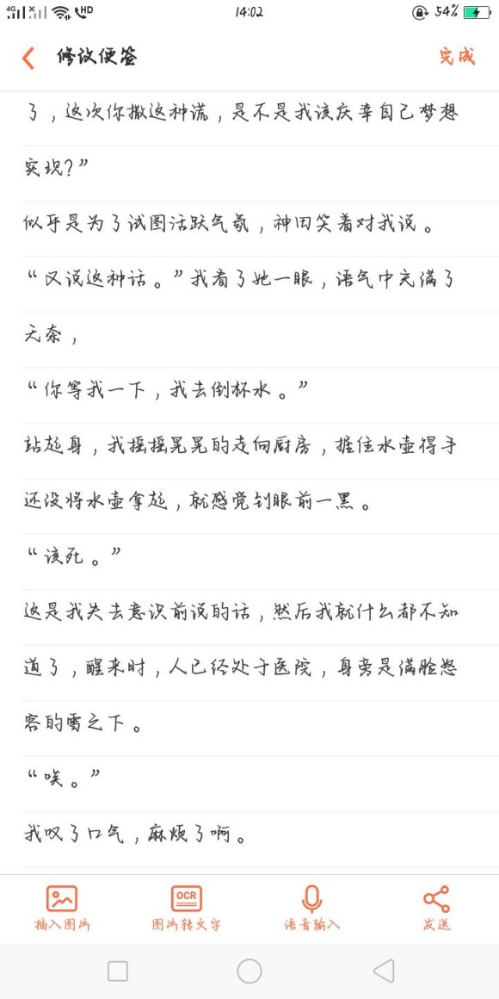 4G HD 14:02 54%
修改便签 完成
了，这次你撒这种谎，是不是我该庆幸自己梦想
实现？”
似乎是为了试图活跃气氛，神田笑着对我说。
“又说这种话。”我看了她一眼，语气中充满了
无奈，
“你等我一下，我去倒杯水。”
站起身，我摇摇晃晃的走向厨房，握住水壶得手
还没将水壶拿起，就感觉到眼前一黑。
“该死。”
这是我失去意识前说的话，然后我就什么都不知
道了，醒来时，人已经处于医院，身旁是满脸怒
容的雪之下。
“唉。”
我叹了口气，麻烦了啊。
OCR
插入图片 图片转文字 语音输入 发送